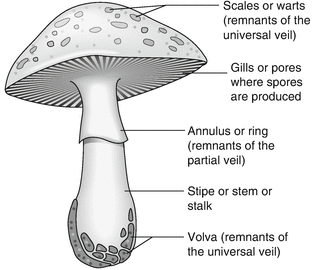 Scales or warts
(remnants of the
universal veil)
Gills or pores
where spores
are produced
Annulus or ring
(remnants of the
partial veil)
Stipe or stem or
stalk
Volva (remnants of
the universal veil)